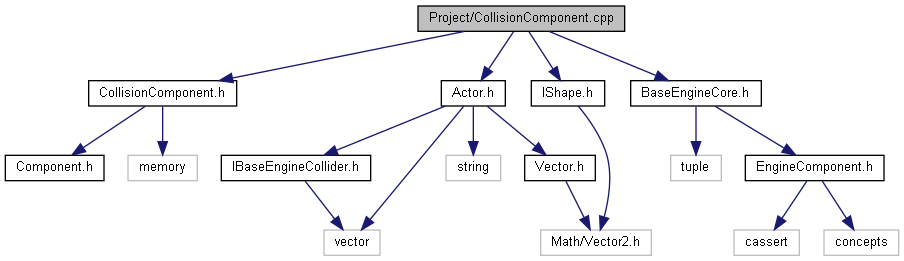 Project/CollisionComponent.cpp
CollisionComponent.h
Actor.h
IShape.h
BaseEngineCore.h
Component.h
memory
IBaseEngineCollider.h
string
Vector.h
tuple
EngineComponent.h
vector
Math/Vector2.h
cassert
concepts